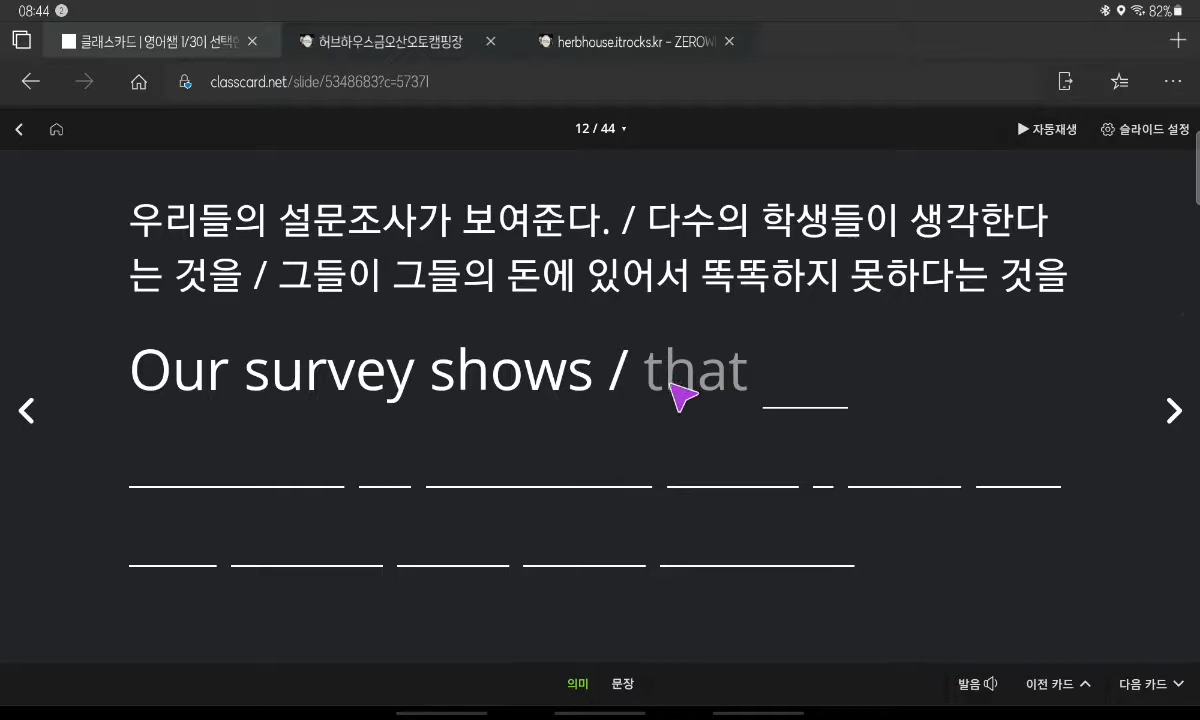 08:44 2
82%
클래스카드 | 영어쌤 1/3이 선택한
허브하우스금오산오토캠핑장
herbhouse.itrocks.kr - ZEROW
classcard.net/slide/5348683?c=57371
12 / 44
자동재생
슬라이드 설정
우리들의 설문조사가 보여준다. / 다수의 학생들이 생각한다
는 것을 / 그들이 그들의 돈에 있어서 똑똑하지 못하다는 것을
Our survey shows / that
의미 문장
발음 이전 카드 다음 카드